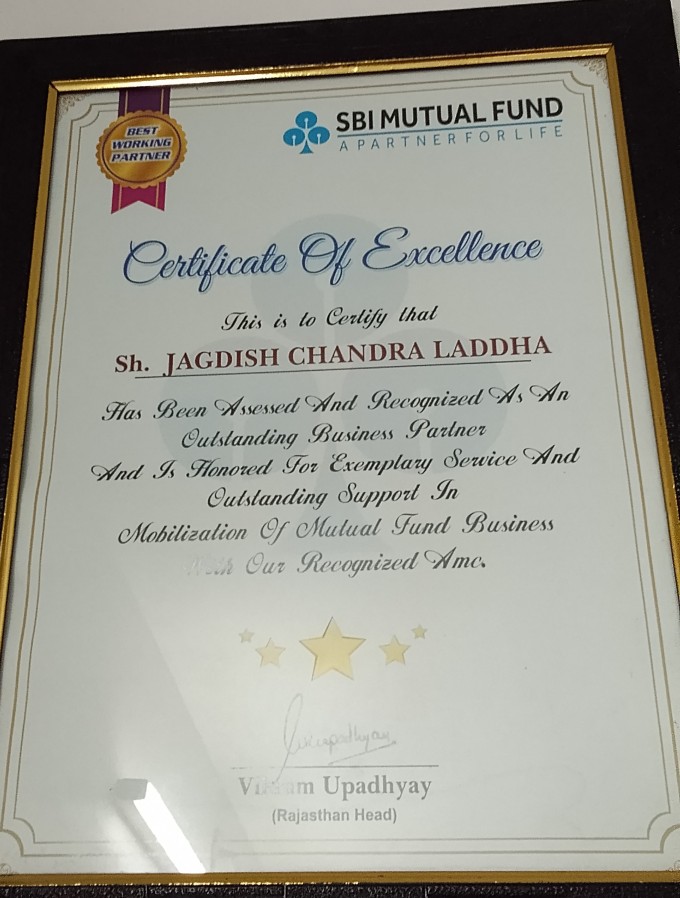 BEST
WORKING
PARTNER
SBI MUTUAL FUND
A PARTNER FOR LIFE
Certificate Of Excellence
This is to Certify that
Sh. JAGDISH CHANDRA LADDHA
Has Been Assessed And Recognized As An
Outstanding Business Partner
And Is Honored For Exemplary Service And
Outstanding Support In
Mobilization Of Mutual Fund Business
With Our Recognized Amc.
Upadhyay
(Rajasthan Head)